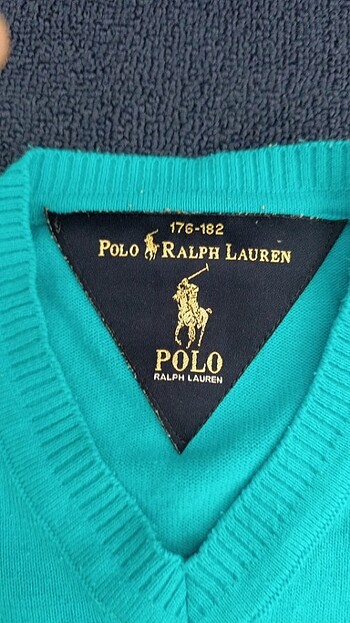 176-182
POLO RALPH LAUREN
POLO
RALPH LAUREN